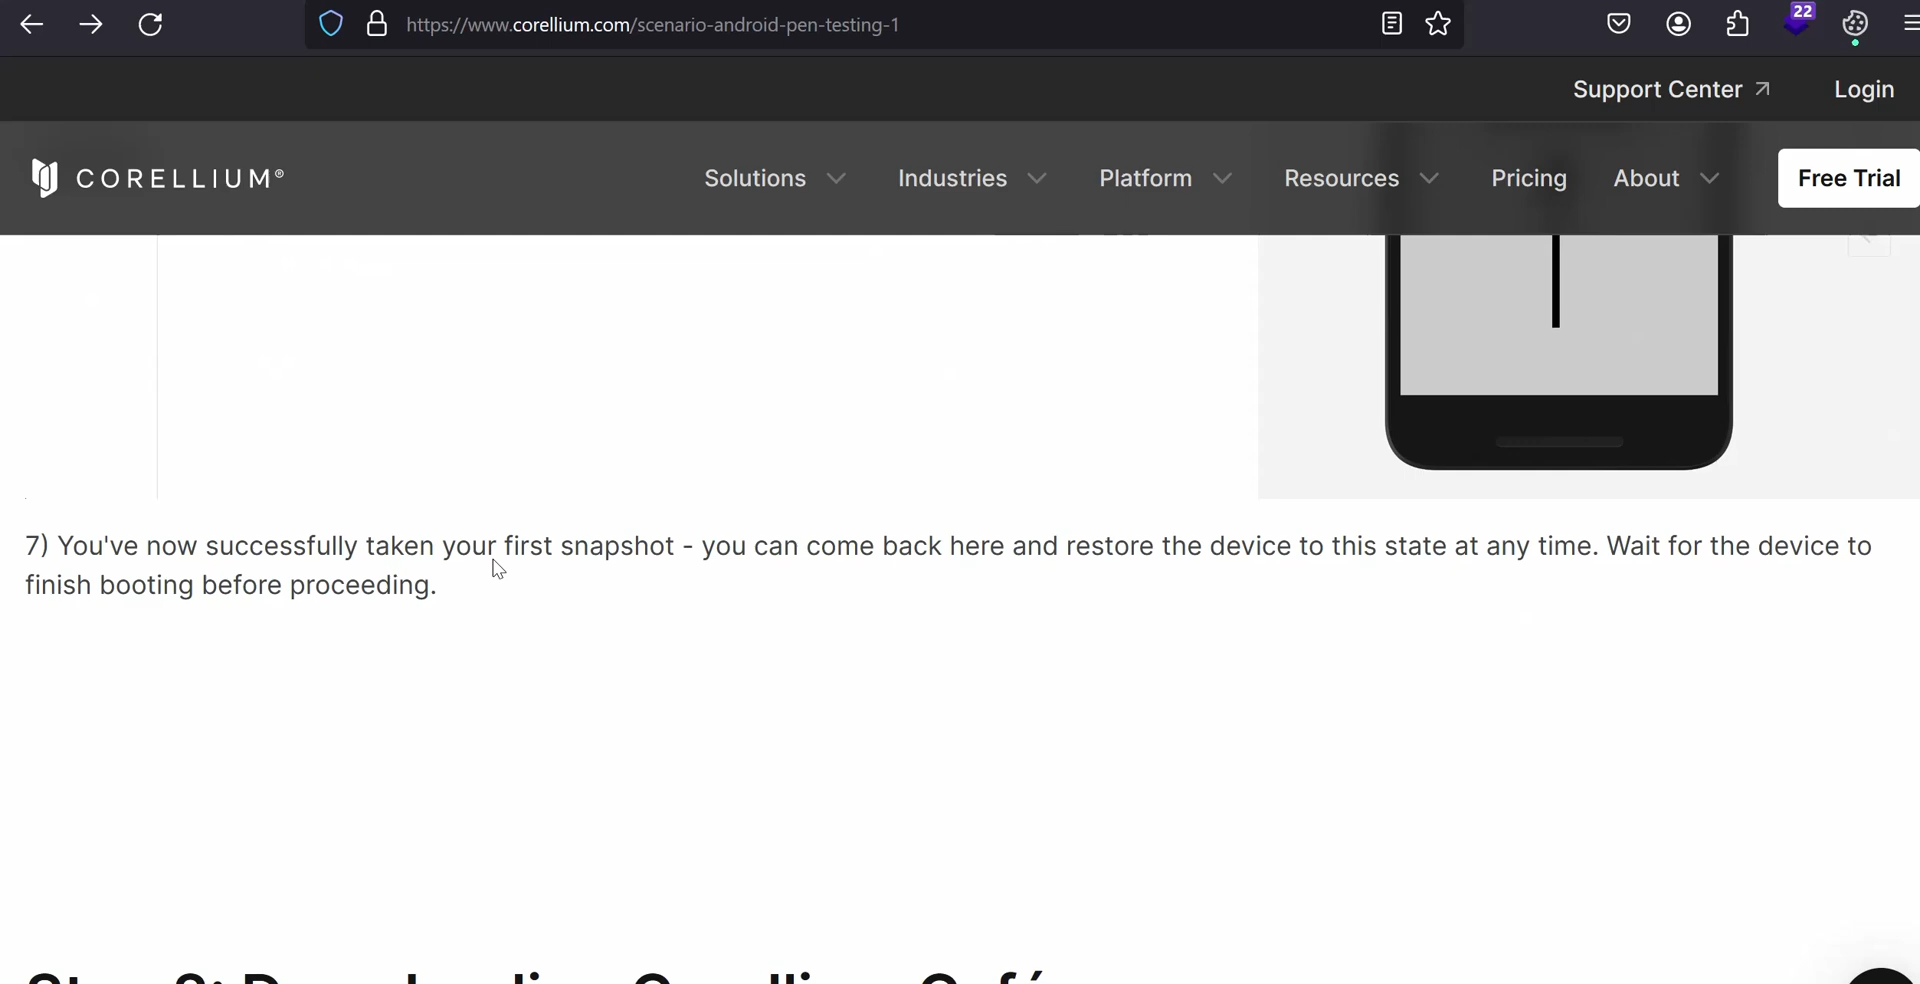 https://www.corellium.com/scenario-android-pen-testing-1
22
Support Center
Login
CORELLIUM®
Solutions
Industries
Platform
Resources
Pricing
About
Free Trial
7) You've now successfully taken your first snapshot - you can come back here and restore the device to this state at any time. Wait for the device to
finish booting before proceeding.